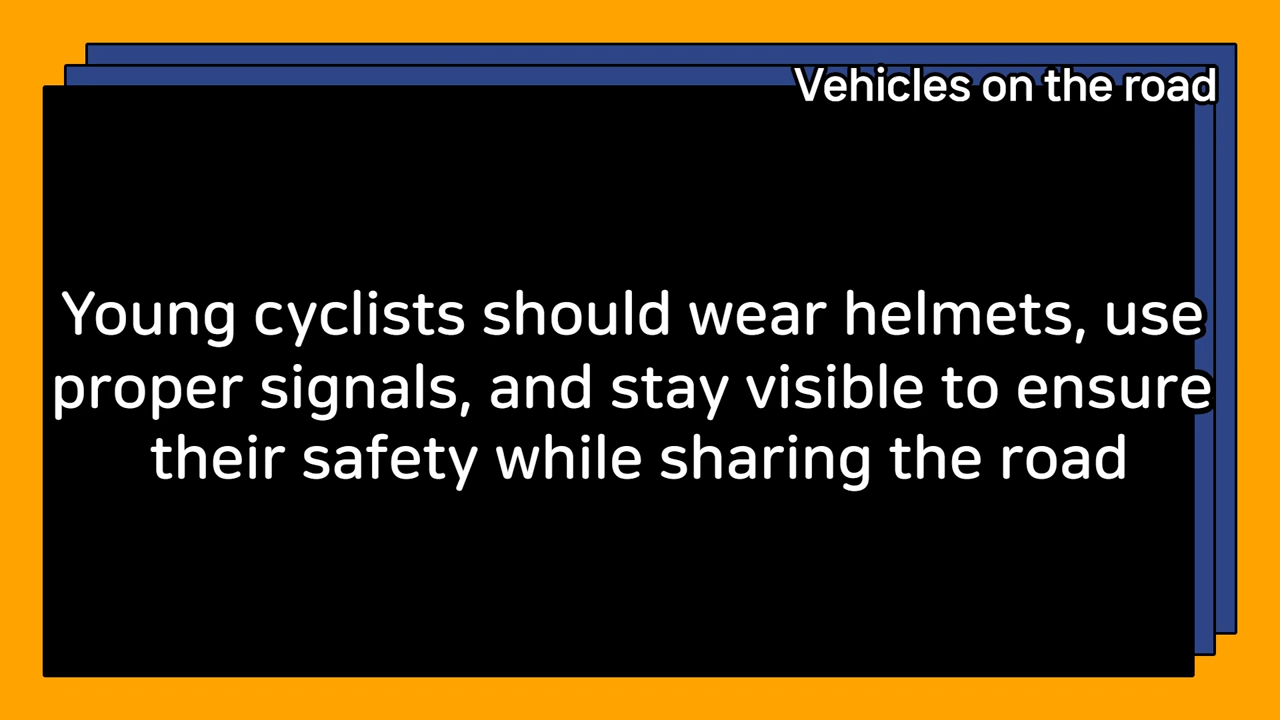 Vehicles on the road
Young cyclists should wear helmets, use
proper signals, and stay visible to ensure
their safety while sharing the road